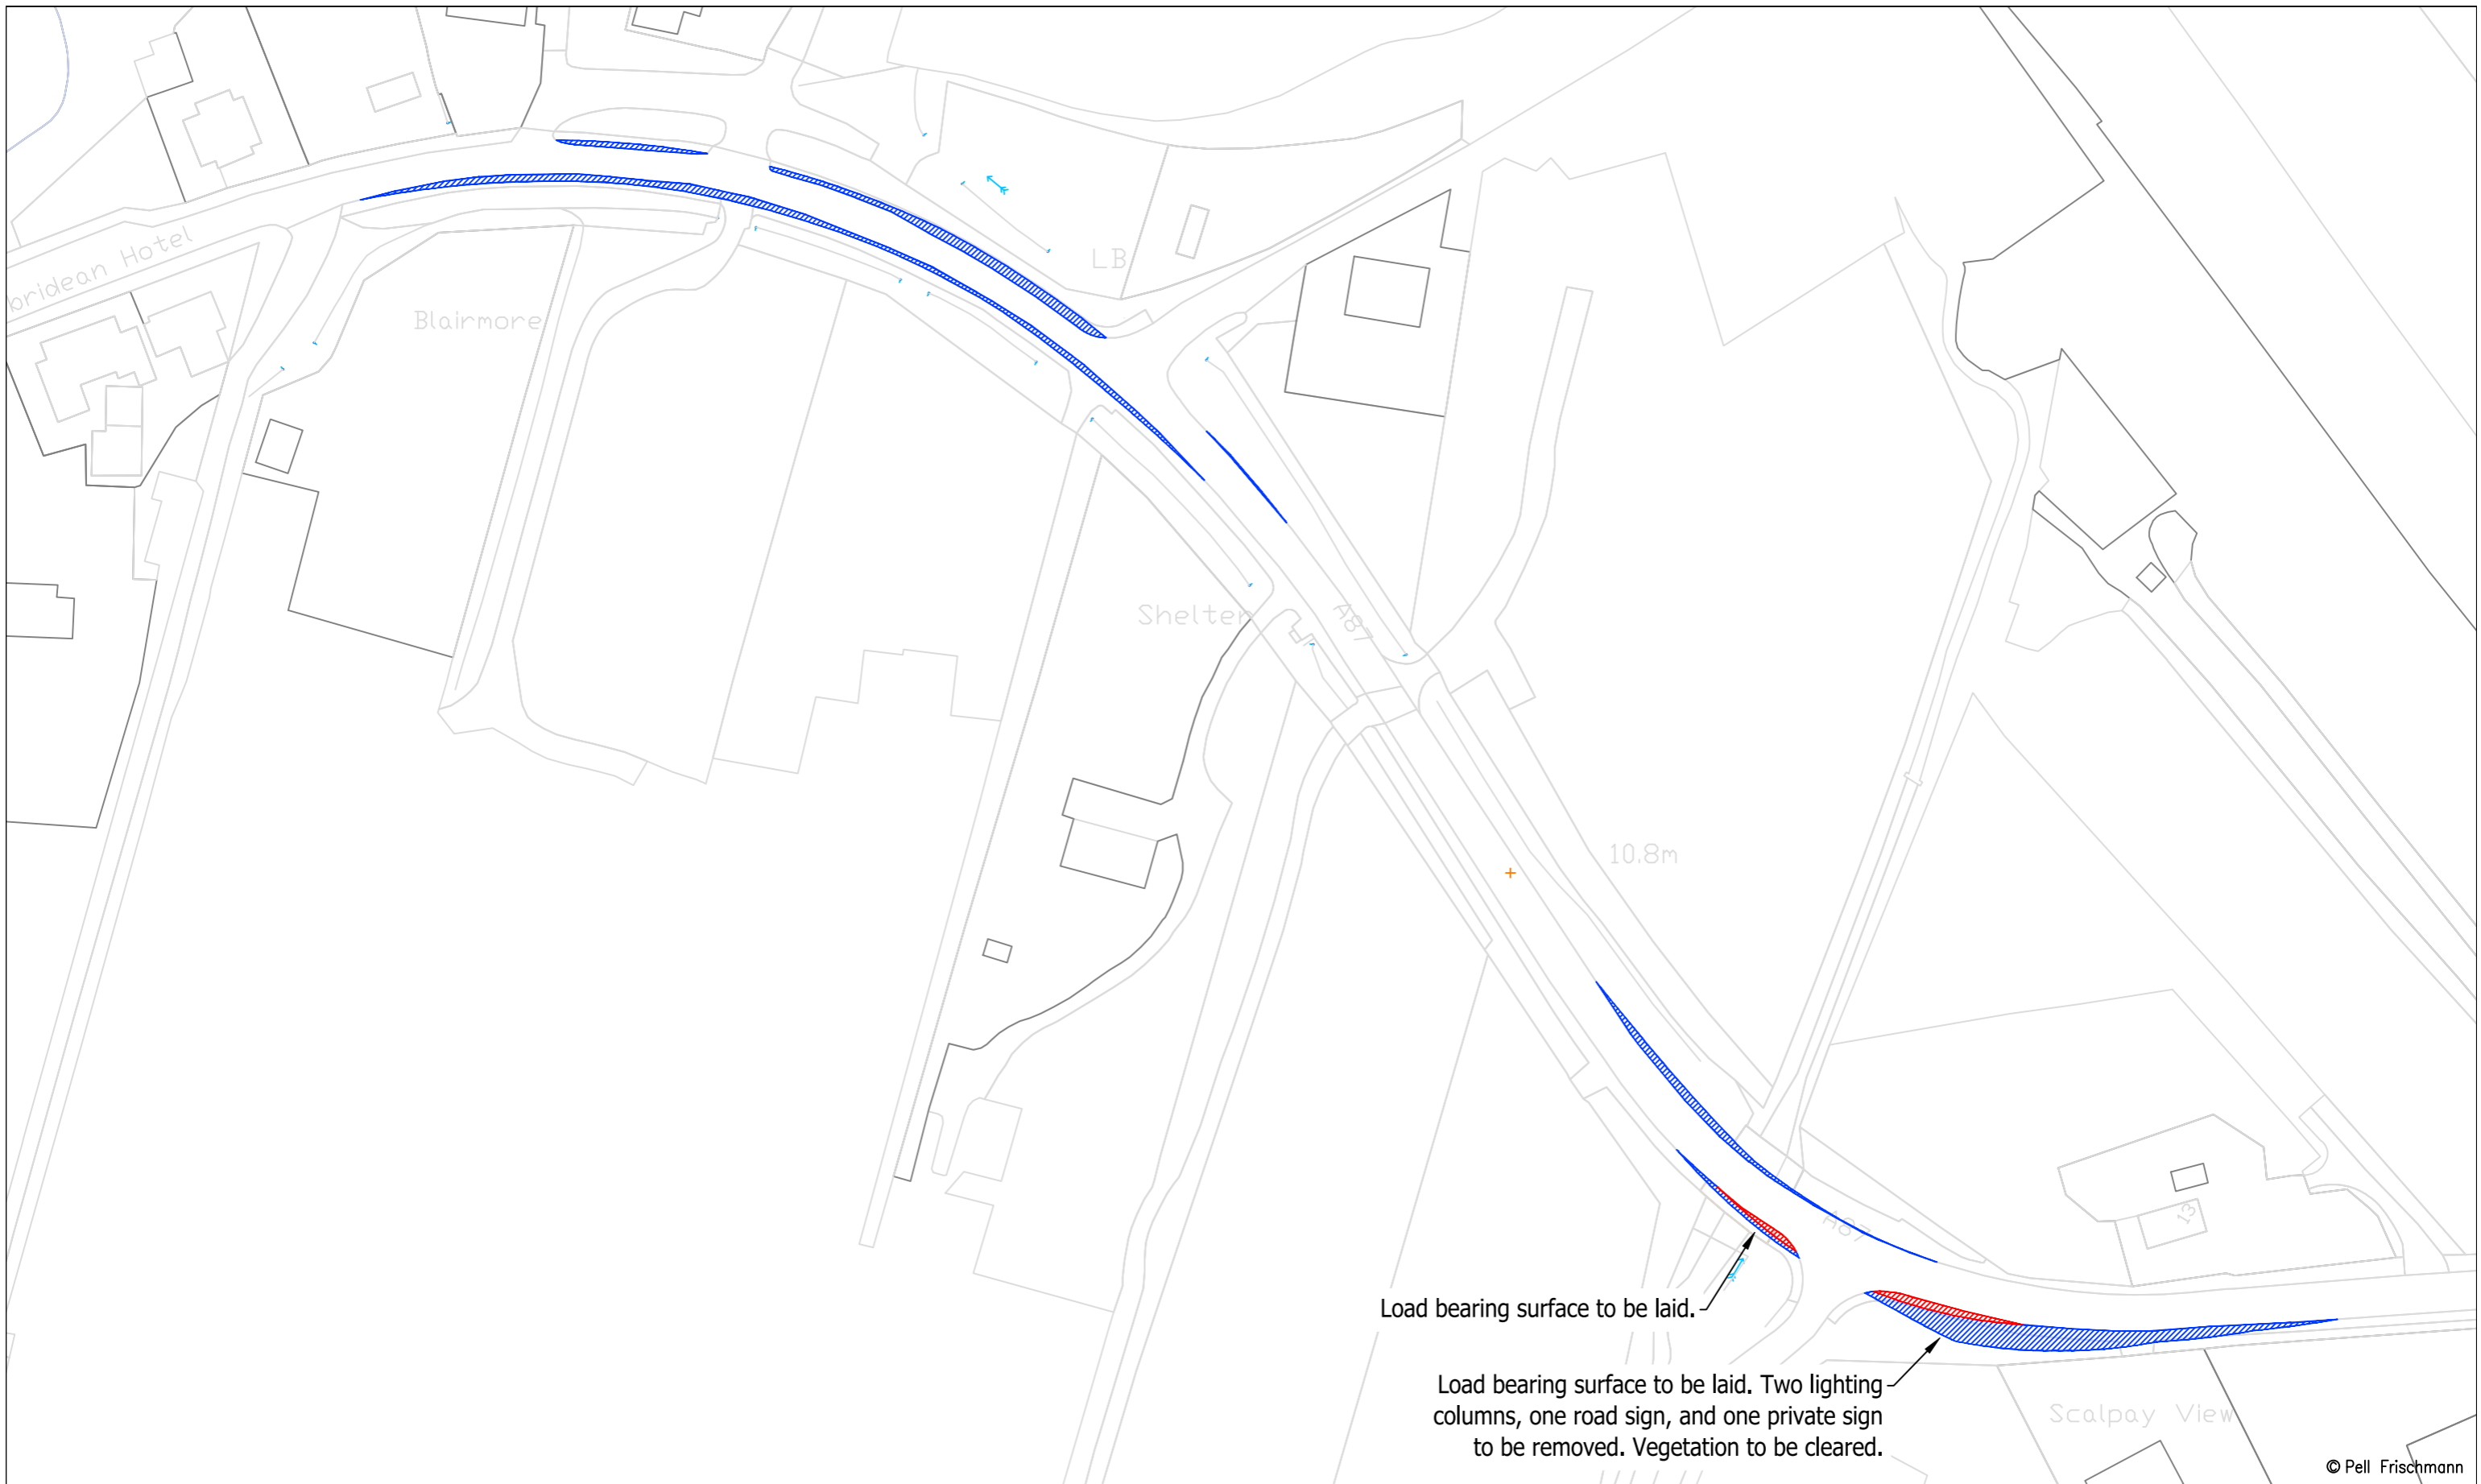 bridean Hotel
Blairmore
LB
Shelter
A87
10.8m
A87
13
Load bearing surface to be laid.
Load bearing surface to be laid. Two lighting
columns, one road sign, and one private sign
to be removed. Vegetation to be cleared.
Scalpay View
© Pell Frischmann